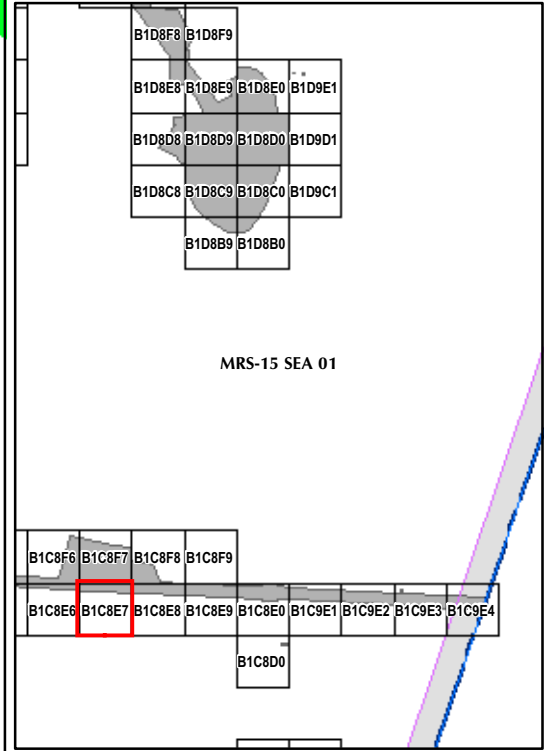 B1D8F8 B1D8F9
B1D8E8 B1D8E9 B1D8E0 B1D9E1
B1D8D8 B1D8D9 B1D8D0 B1D9D1
B1D8C8 B1D8C9 B1D8C0 B1D9C1
B1D8B9 B1D8B0
MRS-15 SEA 01
B1C8F6 B1C8F7 B1C8F8 B1C8F9
B1C8E6 B1C8E7 B1C8E8 B1C8E9 B1C8E0 B1C9E1 B1C9E2 B1C9E3 B1C9E4
B1C8D0